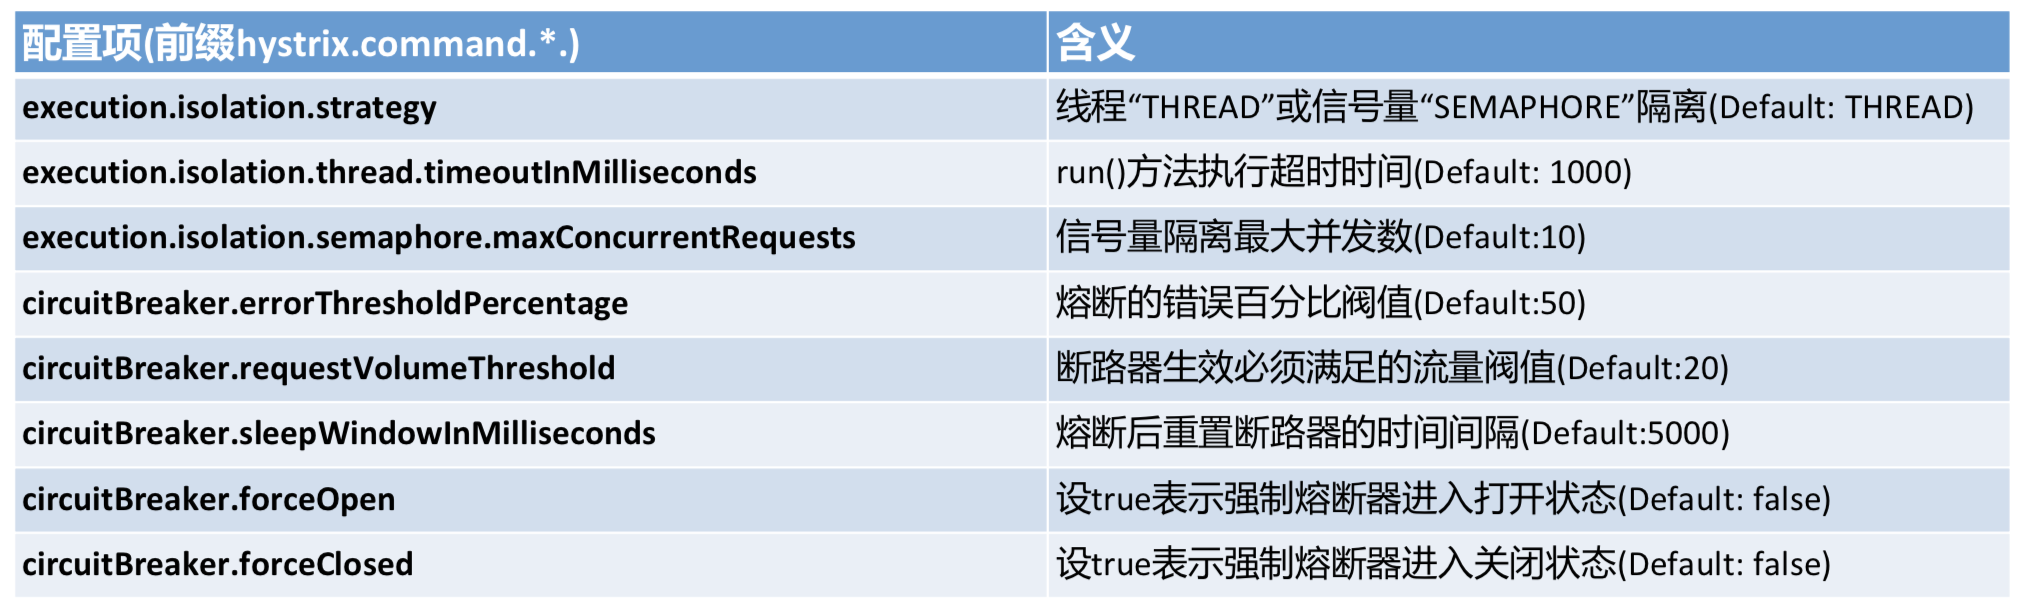 配置项(前缀hystrix.command.*.) 含义
execution.isolation.strategy 线程“THREAD”或信号量“SEMAPHORE”隔离(Default: THREAD)
execution.isolation.thread.timeoutInMilliseconds run()方法执行超时时间(Default: 1000)
execution.isolation.semaphore.maxConcurrentRequests 信号量隔离最大并发数(Default:10)
circuitBreaker.errorThresholdPercentage 熔断的错误百分比阀值(Default:50)
circuitBreaker.requestVolumeThreshold 断路器生效必须满足的流量阀值(Default:20)
circuitBreaker.sleepWindowInMilliseconds 熔断后重置断路器的时间间隔(Default:5000)
circuitBreaker.forceOpen 设true表示强制熔断器进入打开状态(Default: false)
circuitBreaker.forceClosed 设true表示强制熔断器进入关闭状态(Default: false)